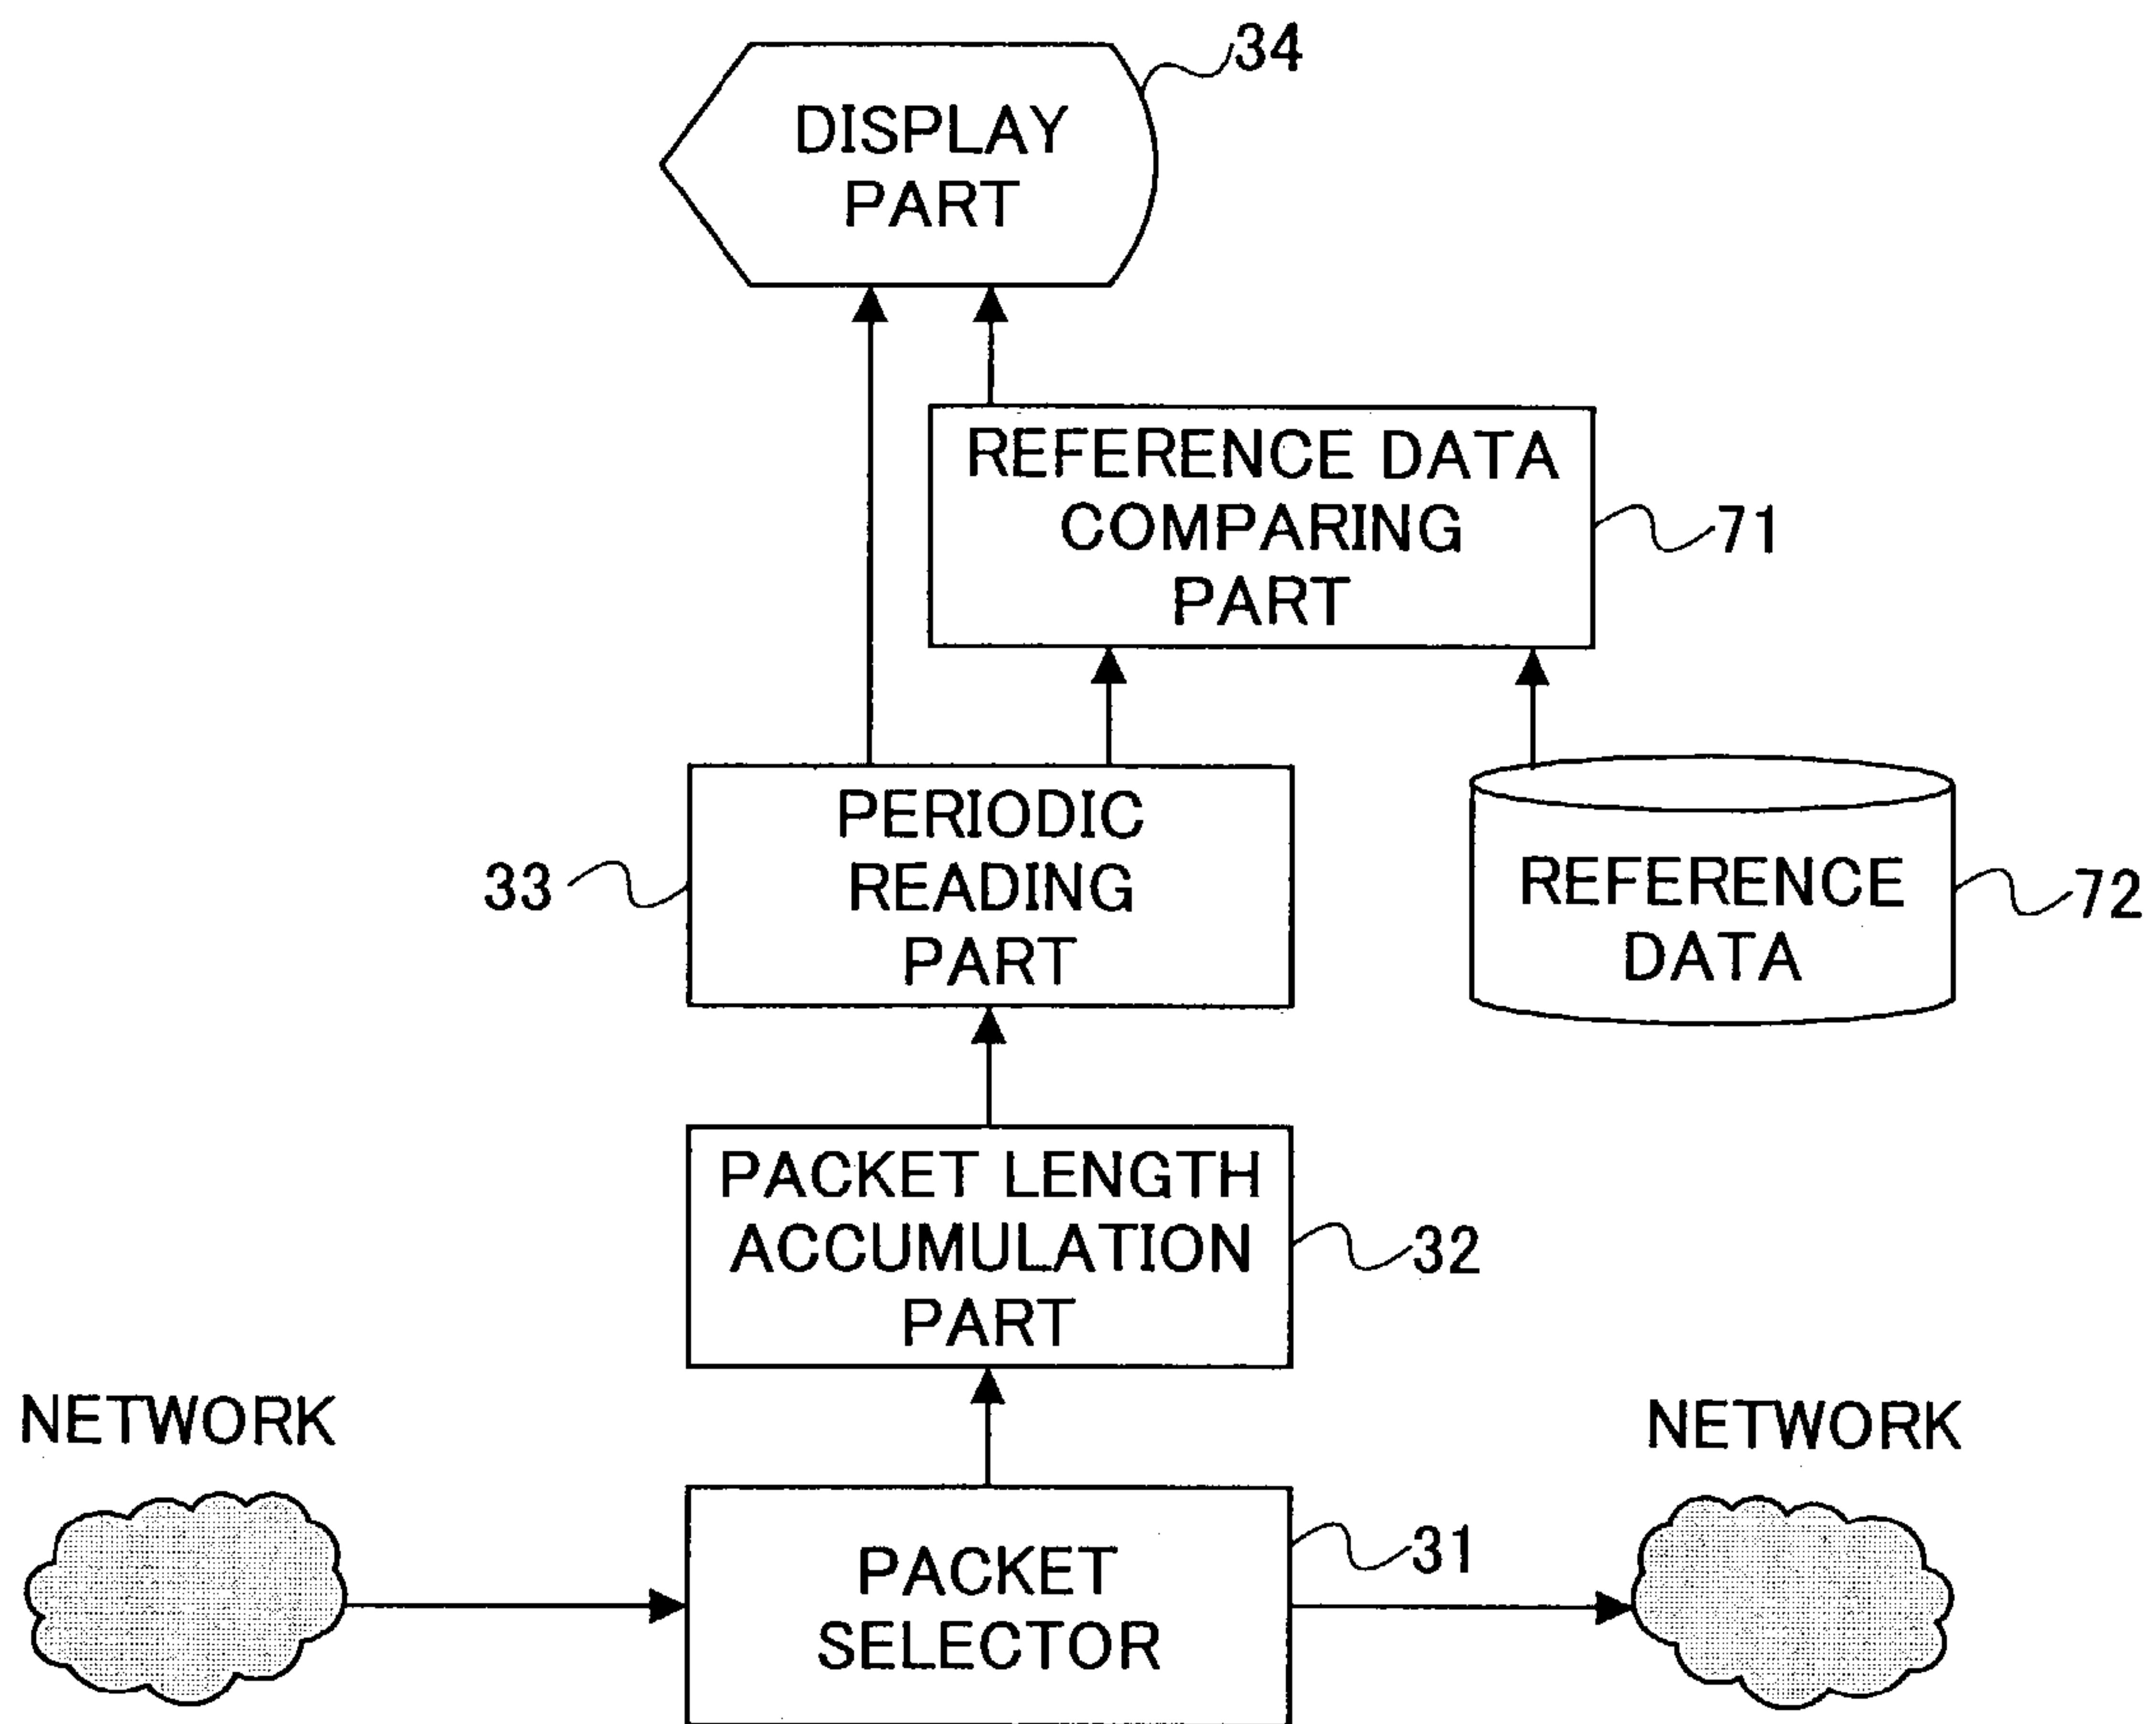 34
DISPLAY
PART
REFERENCE DATA
COMPARING
PART
71
PERIODIC
READING
PART
33
REFERENCE
DATA
72
PACKET LENGTH
ACCUMULATION
PART
32
NETWORK
NETWORK
PACKET
SELECTOR
31